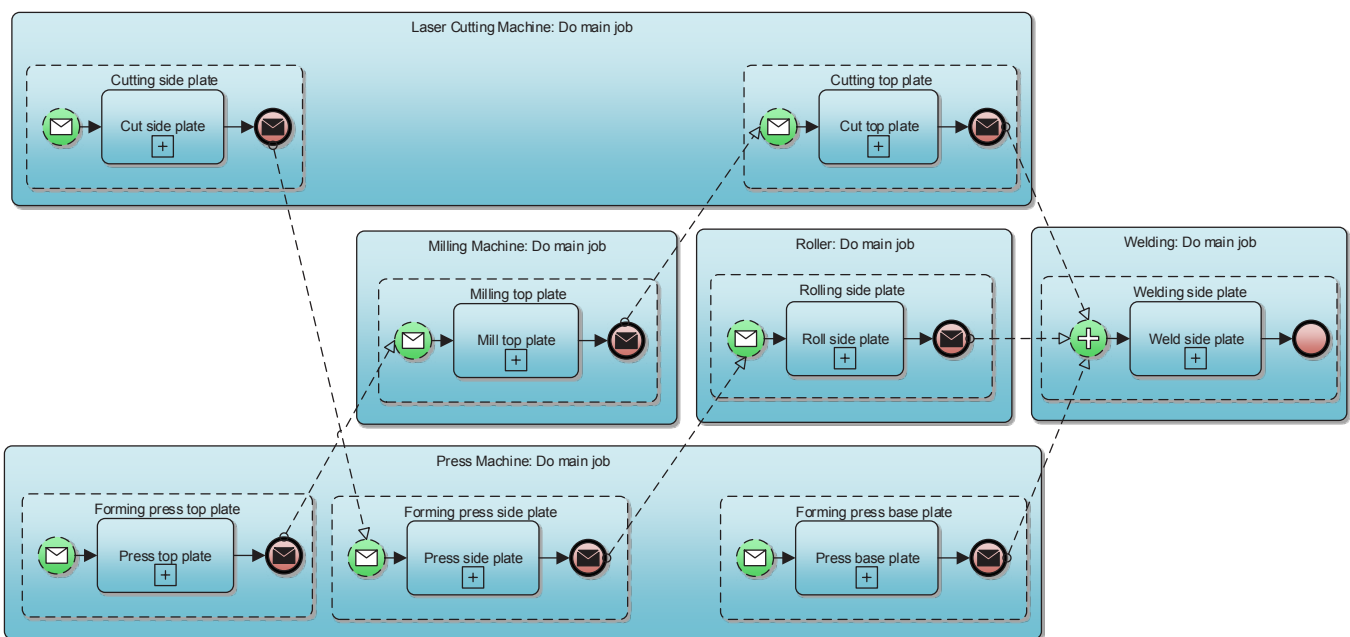 Laser Cutting Machine: Do main job
Cutting side plate
Cut side plate
Cutting top plate
Cut top plate
Milling Machine: Do main job
Milling top plate
Mill top plate
Roller: Do main job
Rolling side plate
Roll side plate
Welding: Do main job
Welding side plate
Weld side plate
Press Machine: Do main job
Forming press top plate
Press top plate
Forming press side plate
Press side plate
Forming press base plate
Press base plate